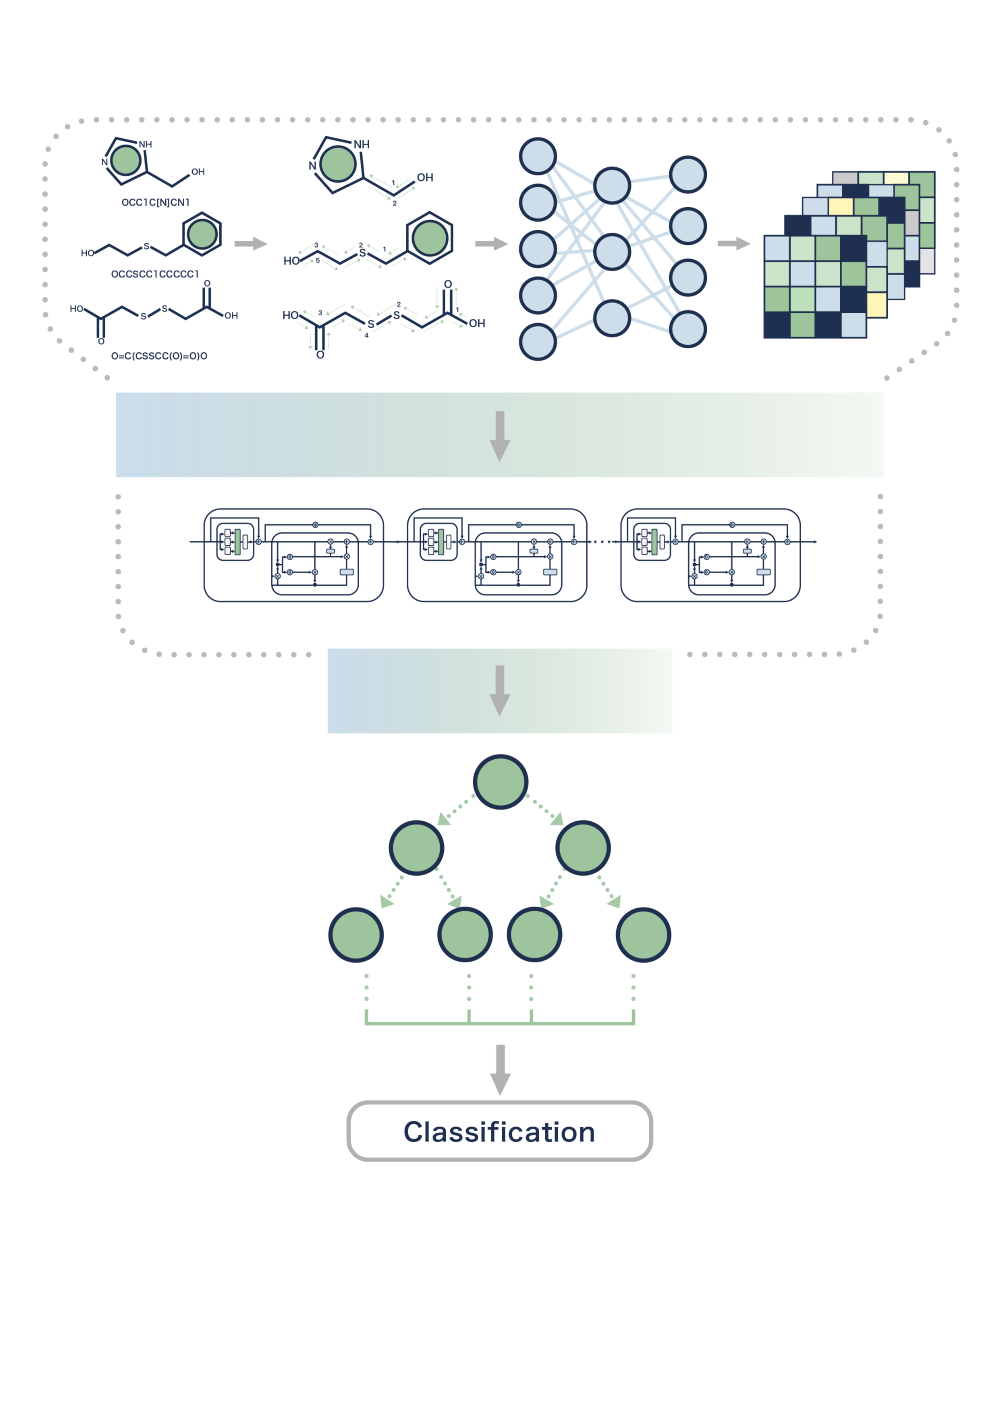 NH
N
OH
OCC1C[N]CN1
HO
S
OCCSCC1CCCCC1
O
HO
S
S
OH
O
O=C(CSSCC(O)=O)O
NH
N
1
OH
2
3
2
1
HO
5
S
O
HO
3
2
1
S
S
OH
4
O
Classification